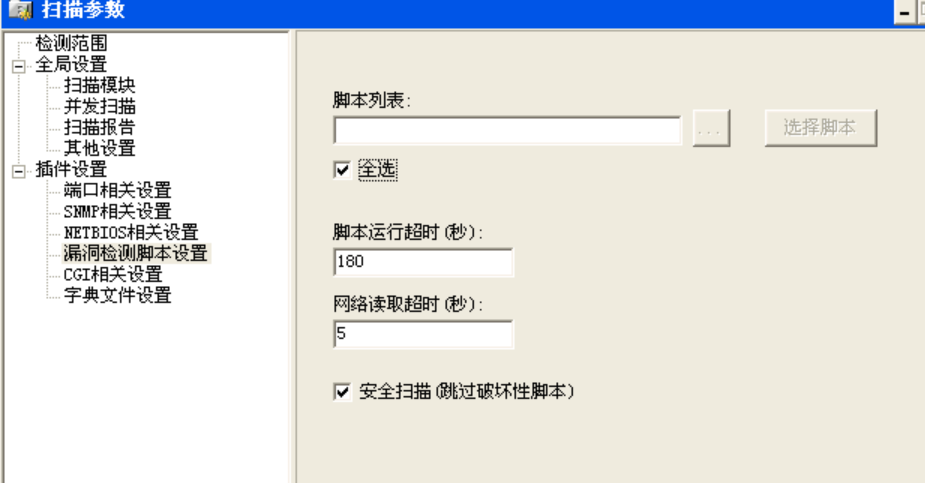 扫描参数
检测范围
全局设置
扫描模块
并发扫描
扫描报告
其他设置
插件设置
端口相关设置
SNMP相关设置
NETBIOS相关设置
漏洞检测脚本设置
CGI相关设置
字典文件设置
脚本列表:
... 选择脚本
全选
脚本运行超时(秒):
180
网络读取超时(秒):
5
安全扫描(跳过破坏性脚本)